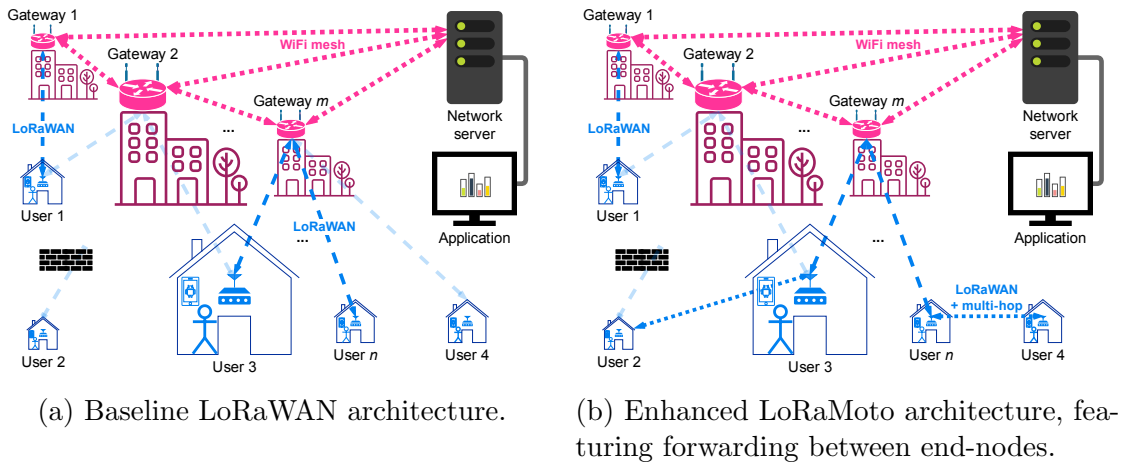 Gateway 1
Gateway 2
WiFi mesh
Gateway m
Network
server
LoRaWAN
...
User 1
LoRaWAN
...
Application
User 2
User 3
User n
User 4
(a) Baseline LoRaWAN architecture.
Gateway 1
Gateway 2
WiFi mesh
Gateway m
Network
server
LoRaWAN
...
User 1
...
Application
LoRaWAN
+ multi-hop
User 2
User 3
User n
User 4
(b) Enhanced LoRaMoto architecture, fea-
turing forwarding between end-nodes.